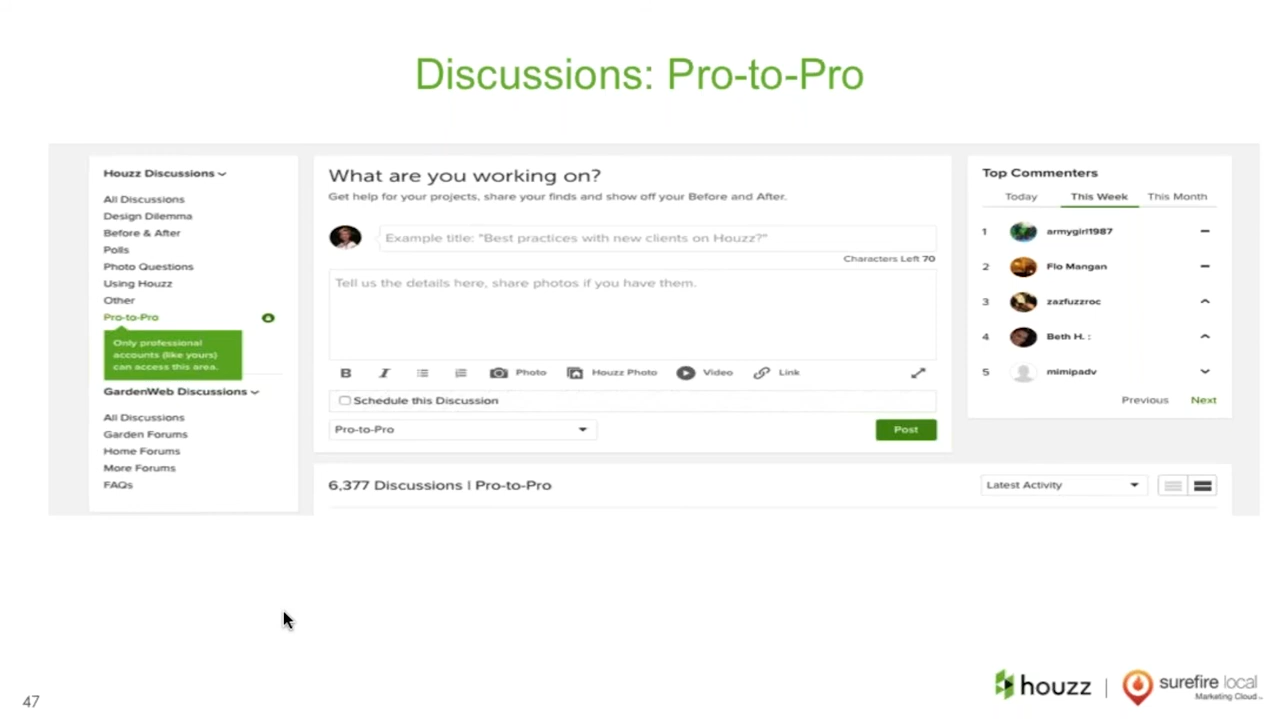 Discussions: Pro-to-Pro
Houzz Discussions
All Discussions
Design Dilemma
Before & After
Polls
Photo Questions
Using Houzz
Other
Pro-to-Pro
Only professional
accounts (like yours)
can access this area.
GardenWeb Discussions
All Discussions
Garden Forums
Home Forums
More Forums
FAQs
What are you working on?
Get help for your projects, share your finds and show off your Before and After.
Example title: "Best practices with new clients on Houzz?"
Characters Left 70
Tell us the details here, share photos if you have them.
B I Photo Houzz Photo Video Link
Schedule this Discussion
Pro-to-Pro
Post
6,377 Discussions | Pro-to-Pro
Latest Activity
Top Commenters
Today This Week This Month
1 armygirl1987
2 Flo Mangan
3 zazfuzzroc
4 Beth H. :
5 mimipadv
Previous Next
47
houzz | surefire local
Marketing Cloud